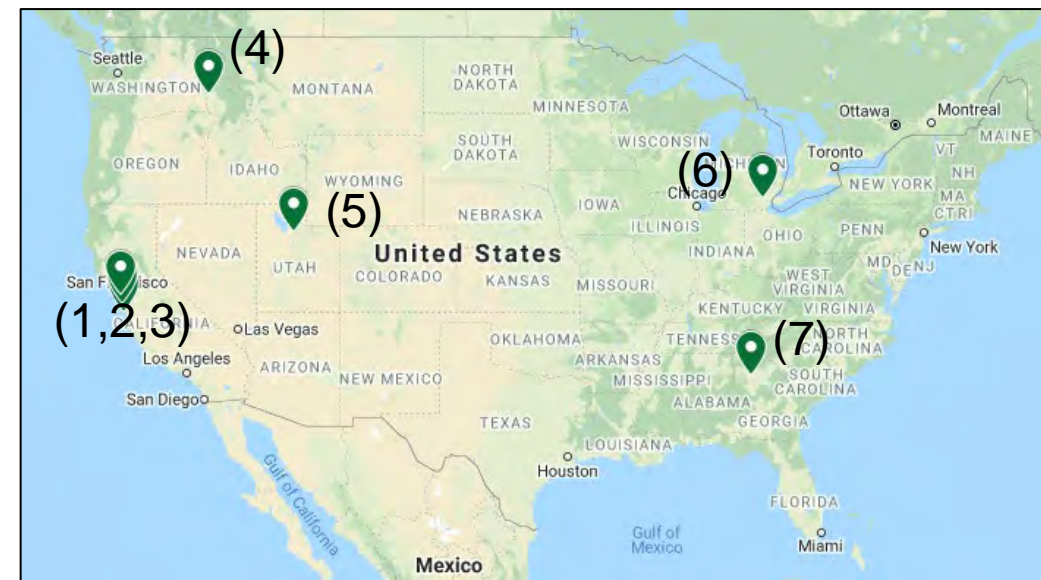 (4)
Seattle
WASHINGTON
MONTANA
NORTH
DAKOTA
MINNESOTA
Ottawa
Montreal
MAINE
OREGON
IDAHO
SOUTH
DAKOTA
WISCONSIN
Toronto
VT
NH
(6)
WYOMING
(5)
Chicago
NEW YORK
MA
CT RI
NEBRASKA
IOWA
ILLINOIS
INDIANA
OHIO
PENN
New York
NEVADA
UTAH
United States
COLORADO
KANSAS
MISSOURI
WEST
VIRGINIA
MD
DE
NJ
KENTUCKY
VIRGINIA
(1,2,3)
Las Vegas
OKLAHOMA
(7)
Los Angeles
ARIZONA
NEW MEXICO
ARKANSAS
MISSISSIPPI
SOUTH
CAROLINA
San Diego
ALABAMA
TEXAS
GEORGIA
LOUISIANA
Houston
Gulf of California
FLORIDA
Gulf of
Mexico
Miami
Mexico